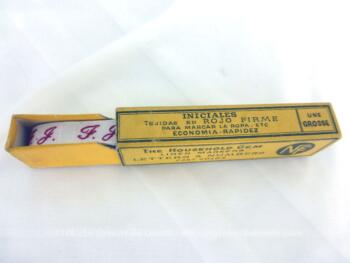 J. F. J.
INICIALES
TEJIDAS EN ROJO FIRME
PARA MARCAR LA ROPA, ETC
ECONOMIA-RAPIDEZ
UNE
GROSSE
THE HOUSEHOLD GEM
LINEN MARKERS
LETTERS & NUMBERS